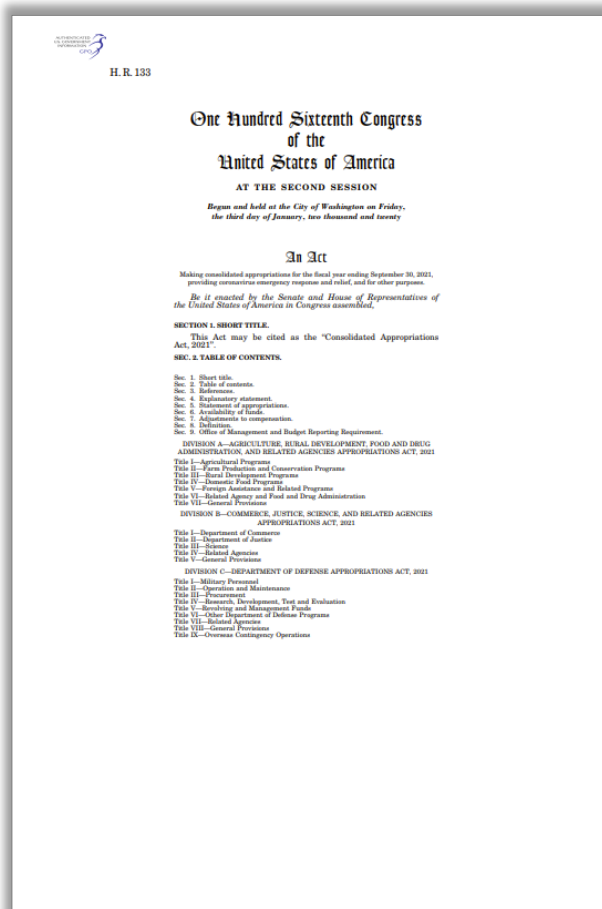 AUTHENTICATED
U.S. GOVERNMENT
INFORMATION
GPO
H. R. 133
One Hundred Sixteenth Congress
of the
United States of America
AT THE SECOND SESSION
Begun and held at the City of Washington on Friday,
the third day of January, two thousand and twenty
An Act
Making consolidated appropriations for the fiscal year ending September 30, 2021,
providing coronavirus emergency response and relief, and for other purposes.
Be it enacted by the Senate and House of Representatives of
the United States of America in Congress assembled,
SECTION 1. SHORT TITLE.
This Act may be cited as the “Consolidated Appropriations
Act, 2021”.
SEC. 2. TABLE OF CONTENTS.
Sec. 1. Short title.
Sec. 2. Table of contents.
Sec. 3. References.
Sec. 4. Explanatory statement.
Sec. 5. Statement of appropriations.
Sec. 6. Availability of funds.
Sec. 7. Adjustments to compensation.
Sec. 8. Definition.
Sec. 9. Office of Management and Budget Reporting Requirement.
DIVISION A—AGRICULTURE, RURAL DEVELOPMENT, FOOD AND DRUG
ADMINISTRATION, AND RELATED AGENCIES APPROPRIATIONS ACT, 2021
Title I—Agricultural Programs
Title II—Farm Production and Conservation Programs
Title III—Rural Development Programs
Title IV—Domestic Food Programs
Title V—Foreign Assistance and Related Programs
Title VI—Related Agency and Food and Drug Administration
Title VII—General Provisions
DIVISION B—COMMERCE, JUSTICE, SCIENCE, AND RELATED AGENCIES
APPROPRIATIONS ACT, 2021
Title I—Department of Commerce
Title II—Department of Justice
Title III—Science
Title IV—Related Agencies
Title V—General Provisions
DIVISION C—DEPARTMENT OF DEFENSE APPROPRIATIONS ACT, 2021
Title I—Military Personnel
Title II—Operation and Maintenance
Title III—Procurement
Title IV—Research, Development, Test and Evaluation
Title V—Revolving and Management Funds
Title VI—Other Department of Defense Programs
Title VII—Related Agencies
Title VIII—General Provisions
Title IX—Overseas Contingency Operations